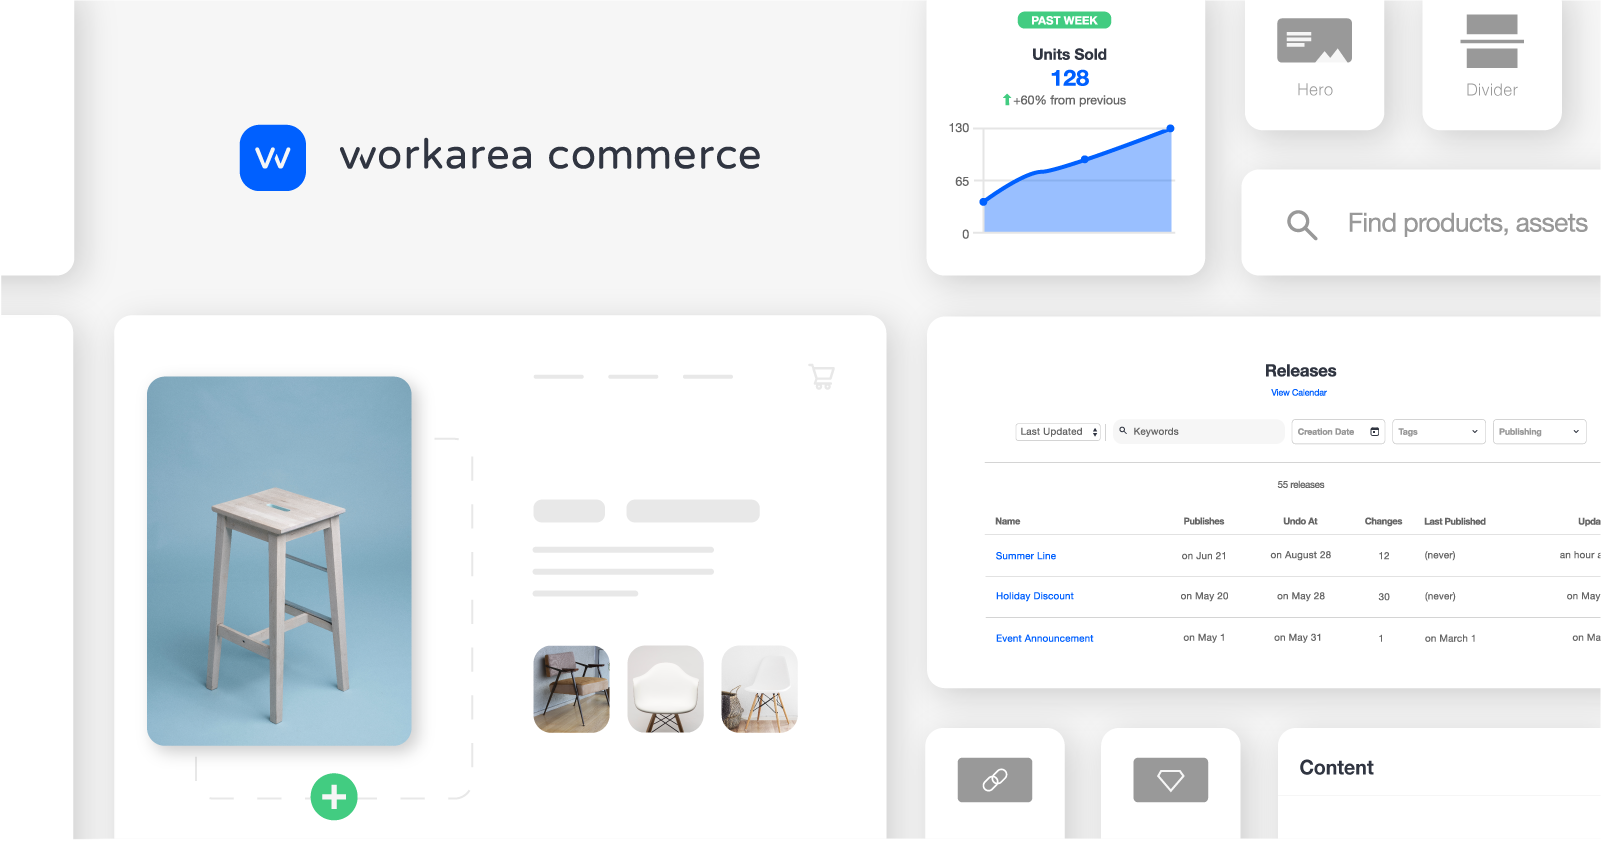 workarea commerce
PAST WEEK
Units Sold
128
+60% from previous
130
65
0
Hero
Divider
Find products, assets
Releases
View Calendar
Last Updated
Keywords
Creation Date
Tags
Publishing
55 releases
Name Publishes Undo At Changes Last Published
Summer Line on Jun 21 on August 28 12 (never) an hour
Holiday Discount on May 20 on May 28 30 (never) on May
Event Announcement on May 1 on May 31 1 on March 1 on
Content